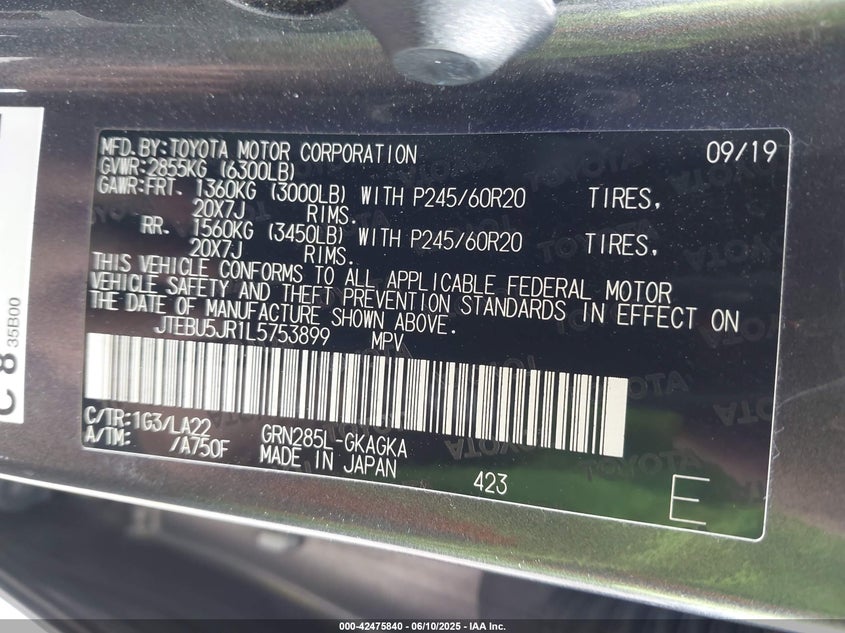 MFD.BY:TOYOTA MOTOR CORPORATION 09/19
GVWR:2855KG (6300LB)
GAWR:FRT. 1360KG (3000LB) WITH P245/60R20 TIRES,
20X7J RIMS.
RR. 1560KG (3450LB) WITH P245/60R20 TIRES,
20X7J RIMS.
THIS VEHICLE CONFORMS TO ALL APPLICABLE FEDERAL MOTOR
VEHICLE SAFETY AND THEFT PREVENTION STANDARDS IN EFFECT ON
THE DATE OF MANUFACTURE SHOWN ABOVE.
JTEBU5JR1L5753899 MPV
C/TR:1G3/LA22 GRN285L-GKAGKA
A/TM: /A750F MADE IN JAPAN
423
E
C 8
35B00
000-42475840 - 06/10/2025 - IAA Inc.